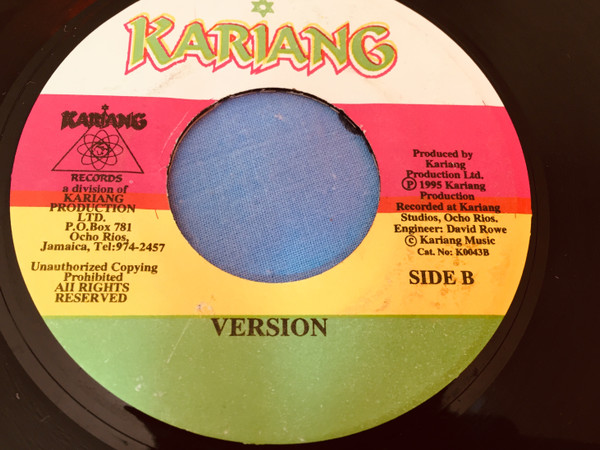 KARIANG
KARIANG
RECORDS
a division of
KARIANG
PRODUCTION
LTD.
P.O.Box 781
Ocho Rios,
Jamaica, Tel:974-2457
Unauthorized Copying
Prohibited
All RIGHTS
RESERVED
Produced by
Kariang
Production Ltd.
Ⓟ 1995 Kariang
Production
Recorded at Kariang
Studios, Ocho Rios.
Engineer: David Rowe
© Kariang Music
Cat. No: K0043B
SIDE B
VERSION